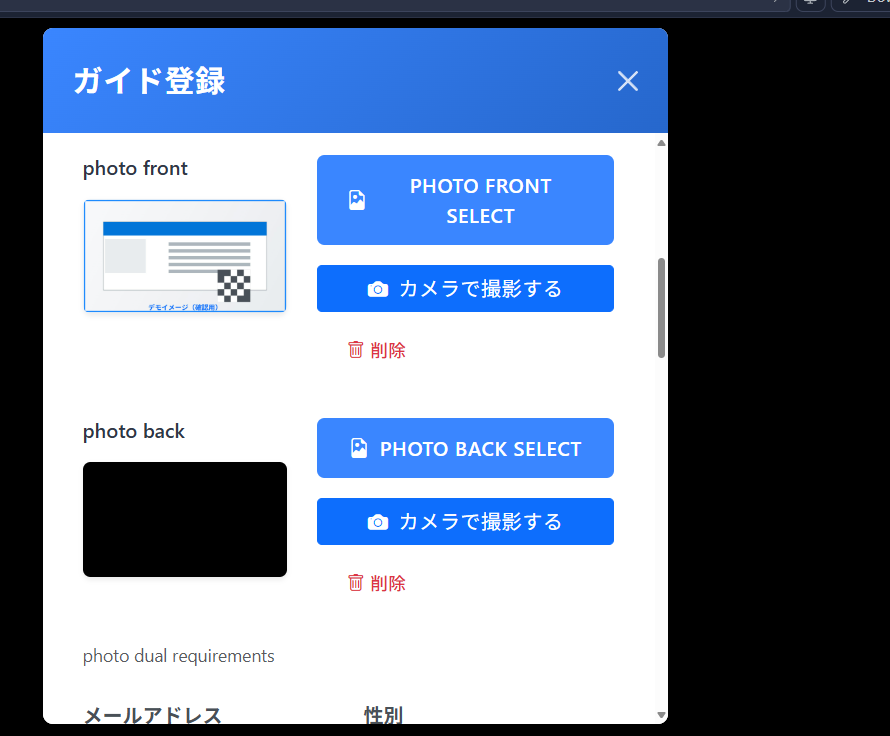 ガイド登録
photo front
PHOTO FRONT
SELECT
デモイメージ（確認用）
カメラで撮影する
削除
photo back
PHOTO BACK SELECT
カメラで撮影する
削除
photo dual requirements
メールアドレス
性別